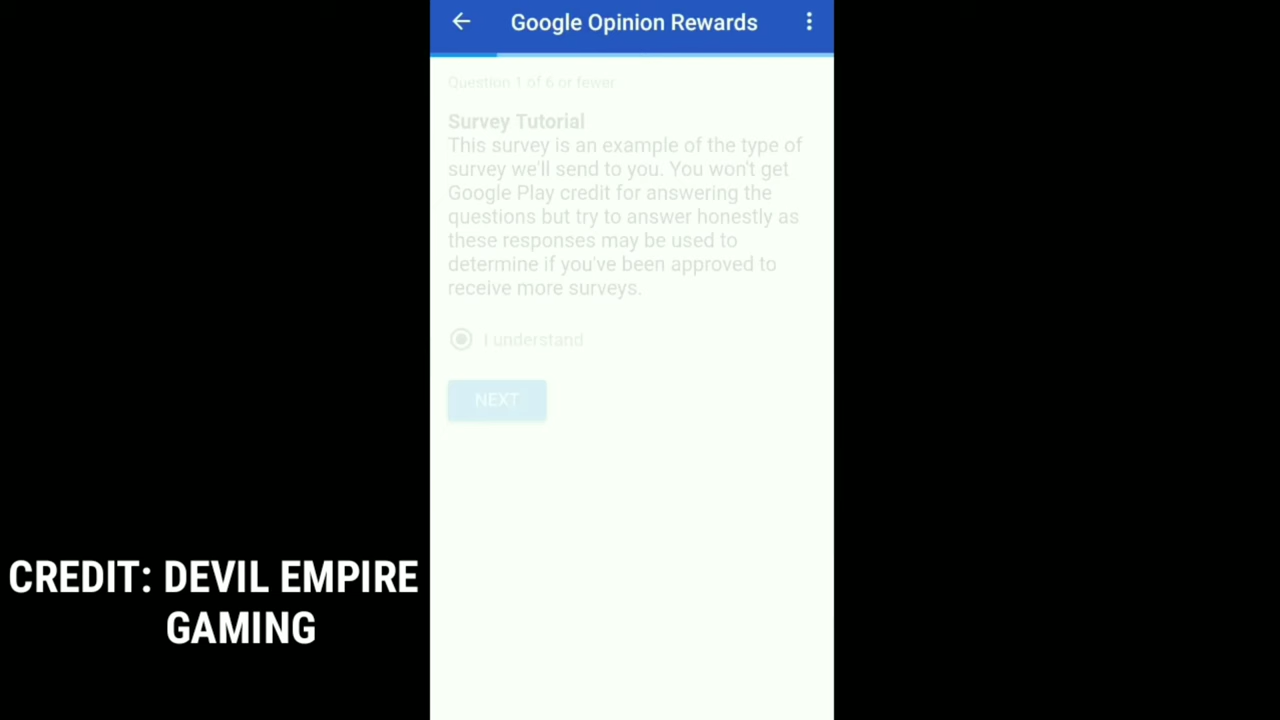 Google Opinion Rewards
Question 1 of 6 or fewer
Survey Tutorial
This survey is an example of the type of
survey we'll send to you. You won't get
Google Play credit for answering the
questions but try to answer honestly as
these responses may be used to
determine if you've been approved to
receive more surveys.
I understand
NEXT
CREDIT: DEVIL EMPIRE
GAMING